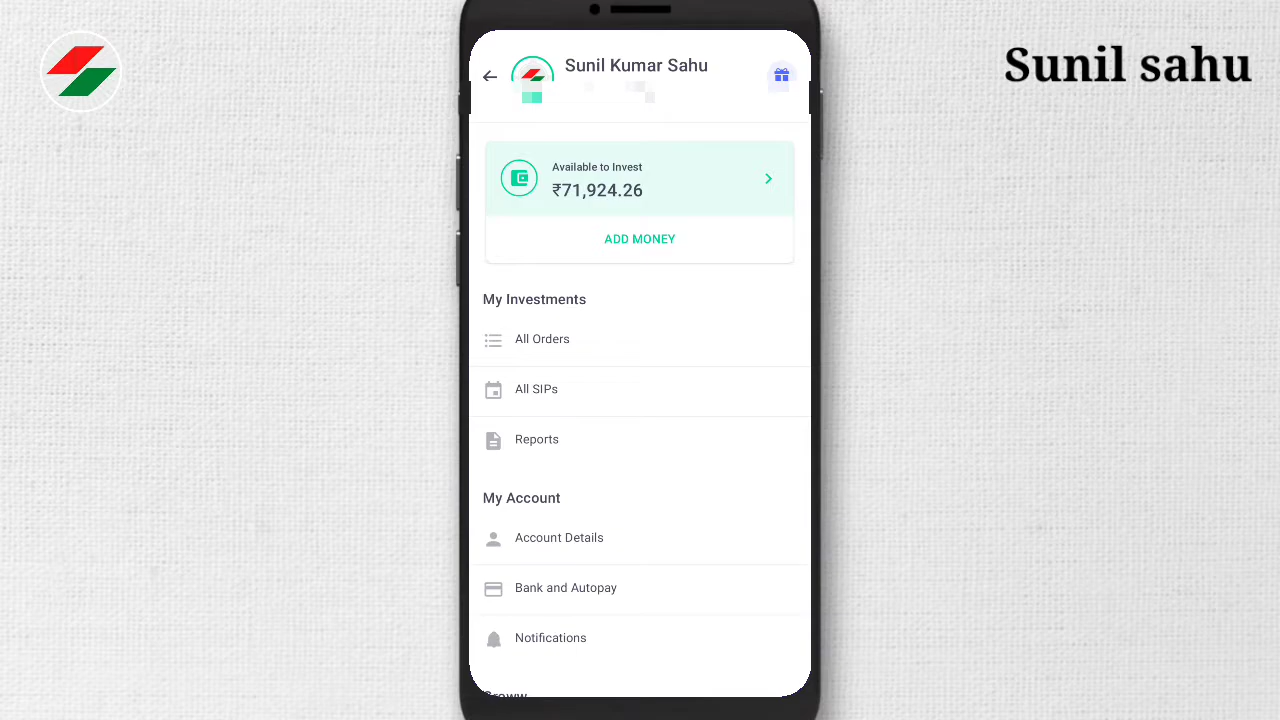 Sunil sahu
Sunil Kumar Sahu
Available to Invest
₹71,924.26
ADD MONEY
My Investments
All Orders
All SIPs
Reports
My Account
Account Details
Bank and Autopay
Notifications
Groww